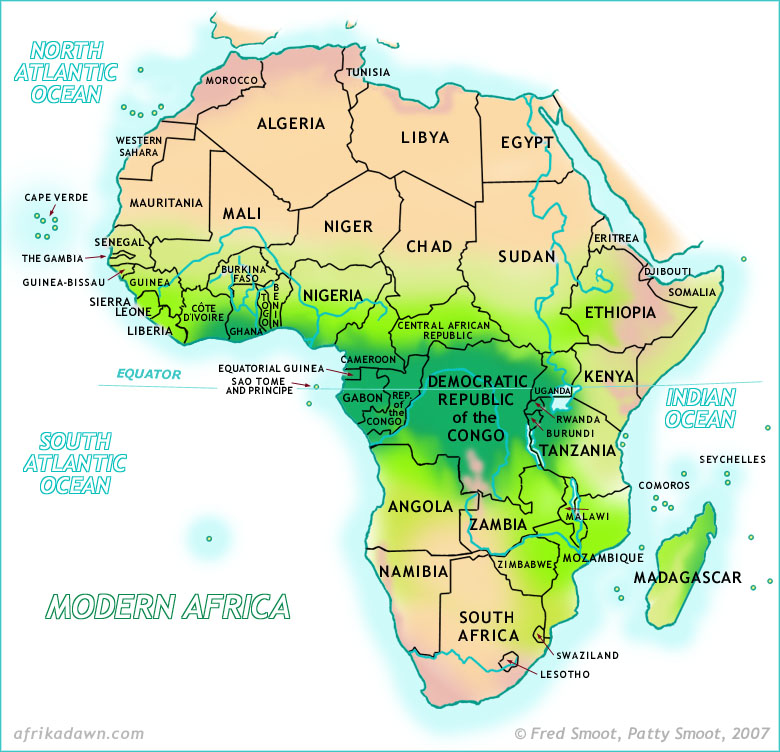 NORTH
ATLANTIC
OCEAN
MOROCCO
TUNISIA
ALGERIA
LIBYA
EGYPT
WESTERN
SAHARA
CAPE VERDE
MAURITANIA
MALI
NIGER
CHAD
SUDAN
ERITREA
SENEGAL
THE GAMBIA
GUINEA-BISSAU
GUINEA
BURKINA
FASO
BENIN
TOGO
NIGERIA
DJIBOUTI
SOMALIA
ETHIOPIA
SIERRA
LEONE
LIBERIA
CÔTE
D'IVOIRE
GHANA
CENTRAL AFRICAN
REPUBLIC
CAMEROON
EQUATORIAL GUINEA
EQUATOR
SAO TOME
AND PRINCIPE
GABON
REP.
of the
CONGO
DEMOCRATIC
REPUBLIC
of the
CONGO
UGANDA
KENYA
RWANDA
BURUNDI
TANZANIA
INDIAN
OCEAN
SOUTH
ATLANTIC
OCEAN
SEYCHELLES
COMOROS
ANGOLA
ZAMBIA
MALAWI
MOZAMBIQUE
ZIMBABWE
NAMIBIA
MADAGASCAR
MODERN AFRICA
SOUTH
AFRICA
SWAZILAND
LESOTHO
afrikadawn.com
© Fred Smoot, Patty Smoot, 2007